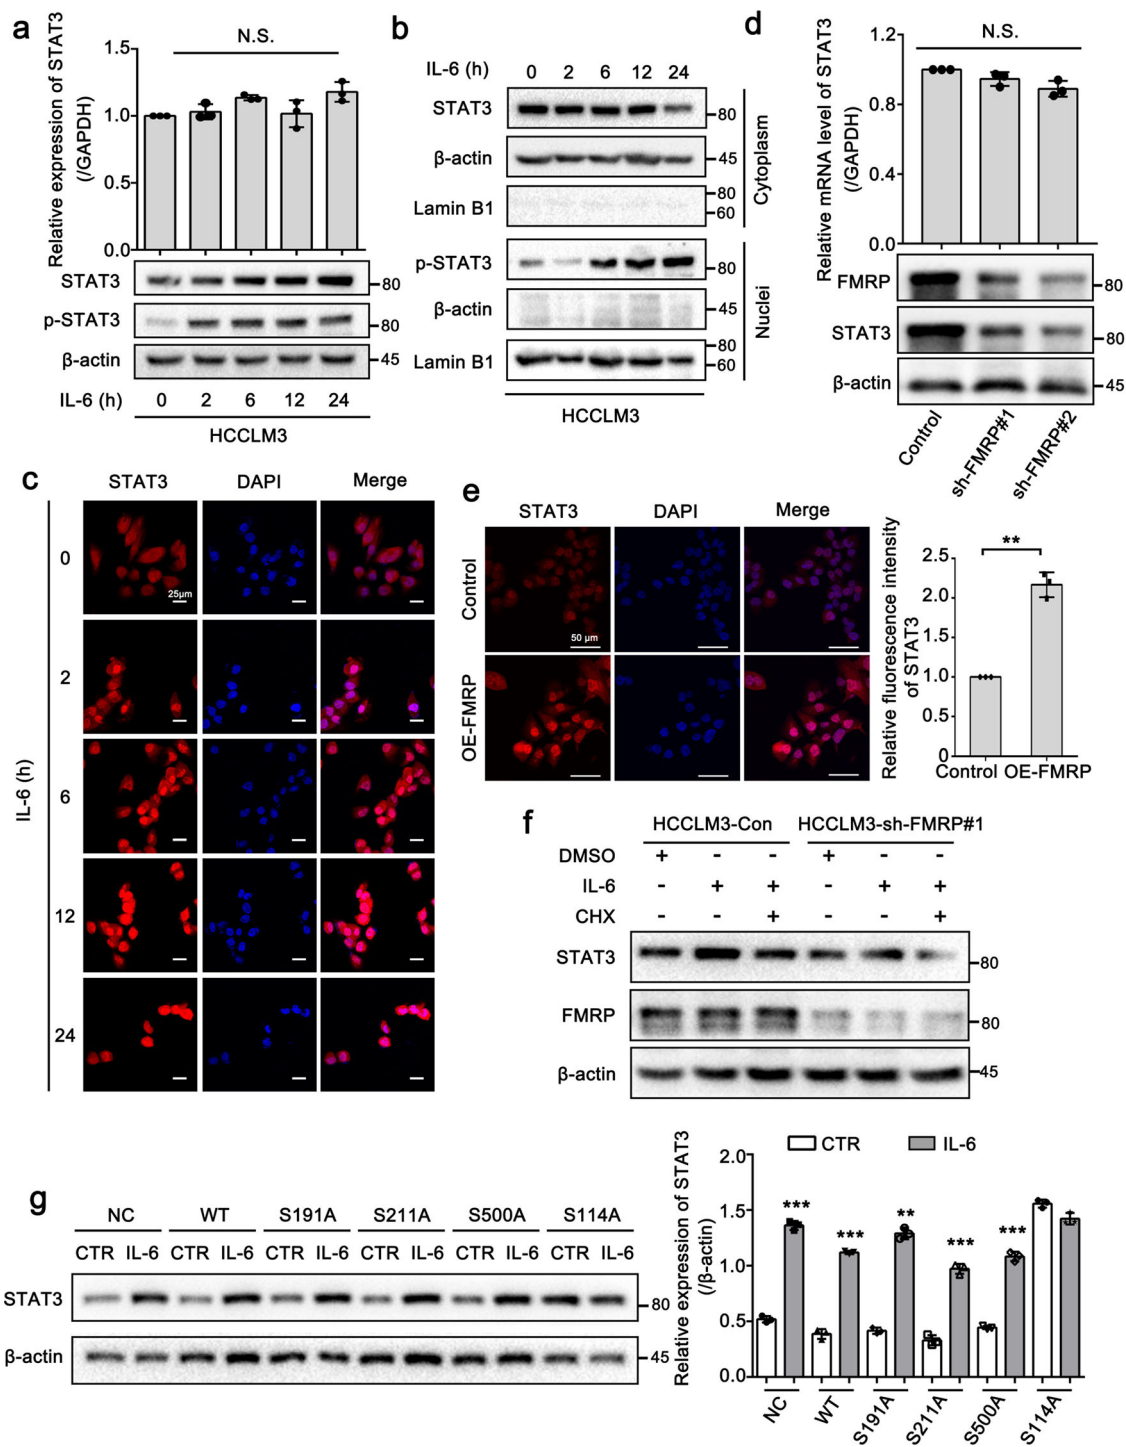 a
Relative expression of STAT3
(/GAPDH)
N.S.
1.5
1.0
0.5
0.0
STAT3
80
p-STAT3
80
β-actin
45
IL-6 (h) 0 2 6 12 24
HCCLM3
b
IL-6 (h) 0 2 6 12 24
STAT3
80
β-actin
45
Lamin B1
80
60
Cytoplasm
p-STAT3
80
β-actin
45
Lamin B1
80
60
Nuclei
HCCLM3
d
Relative mRNA level of STAT3
(/GAPDH)
N.S.
1.2
0.8
0.4
0.0
FMRP
80
STAT3
80
β-actin
45
Control
sh-FMRP#1
sh-FMRP#2
c
STAT3 DAPI Merge
IL-6 (h)
0
25μm
2
6
12
24
e
STAT3 DAPI Merge
Control
50 μm
OE-FMRP
Relative fluorescence intensity
of STAT3
**
2.5
2.0
1.5
1.0
0.5
0
Control OE-FMRP
f
HCCLM3-Con HCCLM3-sh-FMRP#1
DMSO + - - + - -
IL-6 - + + - + +
CHX - - + - - +
STAT3
80
FMRP
80
β-actin
45
g
NC WT S191A S211A S500A S114A
CTR IL-6 CTR IL-6 CTR IL-6 CTR IL-6 CTR IL-6 CTR IL-6
STAT3
80
β-actin
45
Relative expression of STAT3
(/β-actin)
CTR IL-6
2.0
1.5
1.0
0.5
0.0
*** *** ** *** ***
NC
WT
S191A
S211A
S500A
S114A